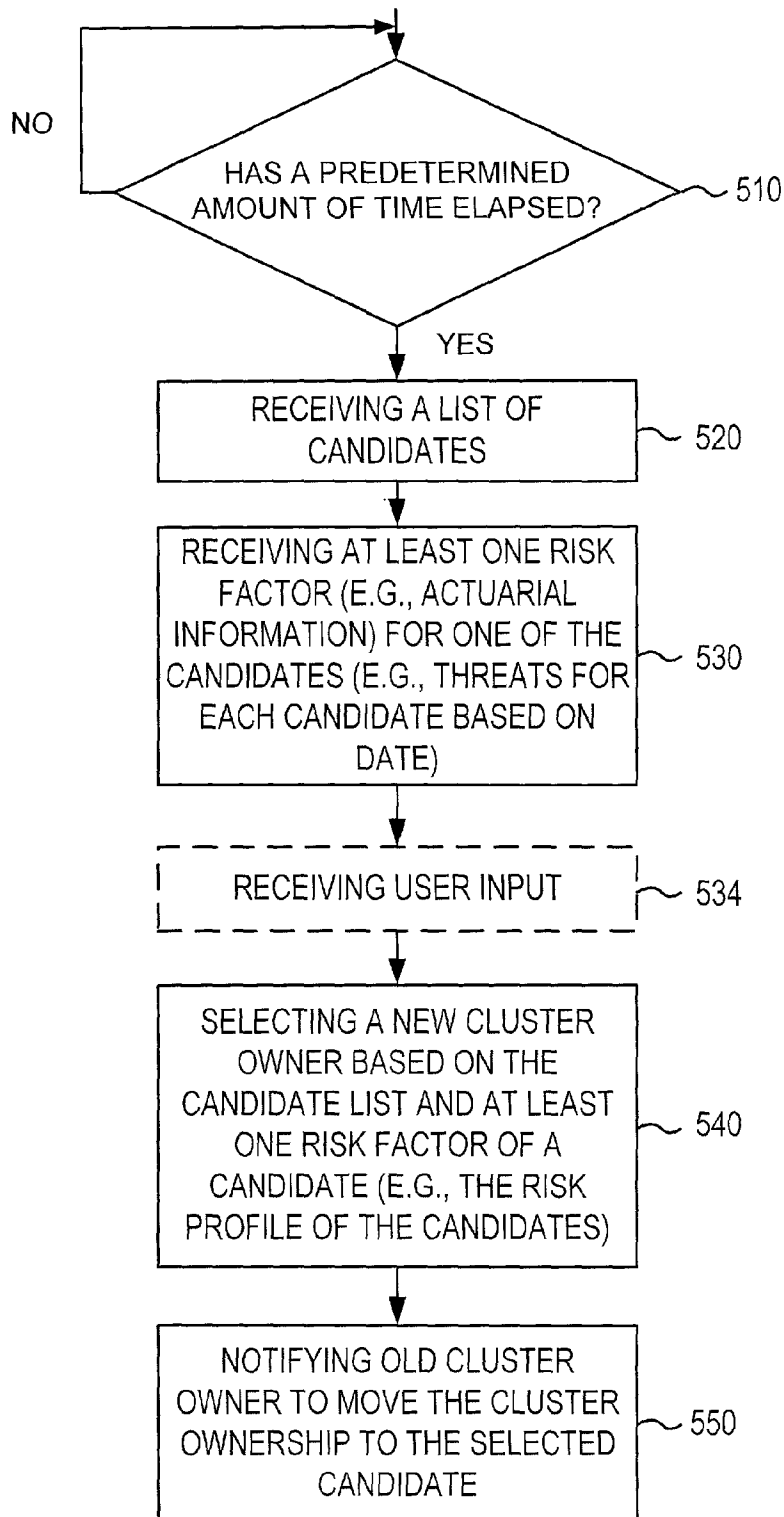 NO
HAS A PREDETERMINED
AMOUNT OF TIME ELAPSED?
510
YES
RECEIVING A LIST OF
CANDIDATES
520
RECEIVING AT LEAST ONE RISK
FACTOR (E.G., ACTUARIAL
INFORMATION) FOR ONE OF THE
CANDIDATES (E.G., THREATS FOR
EACH CANDIDATE BASED ON
DATE)
530
RECEIVING USER INPUT
534
SELECTING A NEW CLUSTER
OWNER BASED ON THE
CANDIDATE LIST AND AT LEAST
ONE RISK FACTOR OF A
CANDIDATE (E.G., THE RISK
PROFILE OF THE CANDIDATES)
540
NOTIFYING OLD CLUSTER
OWNER TO MOVE THE CLUSTER
OWNERSHIP TO THE SELECTED
CANDIDATE
550